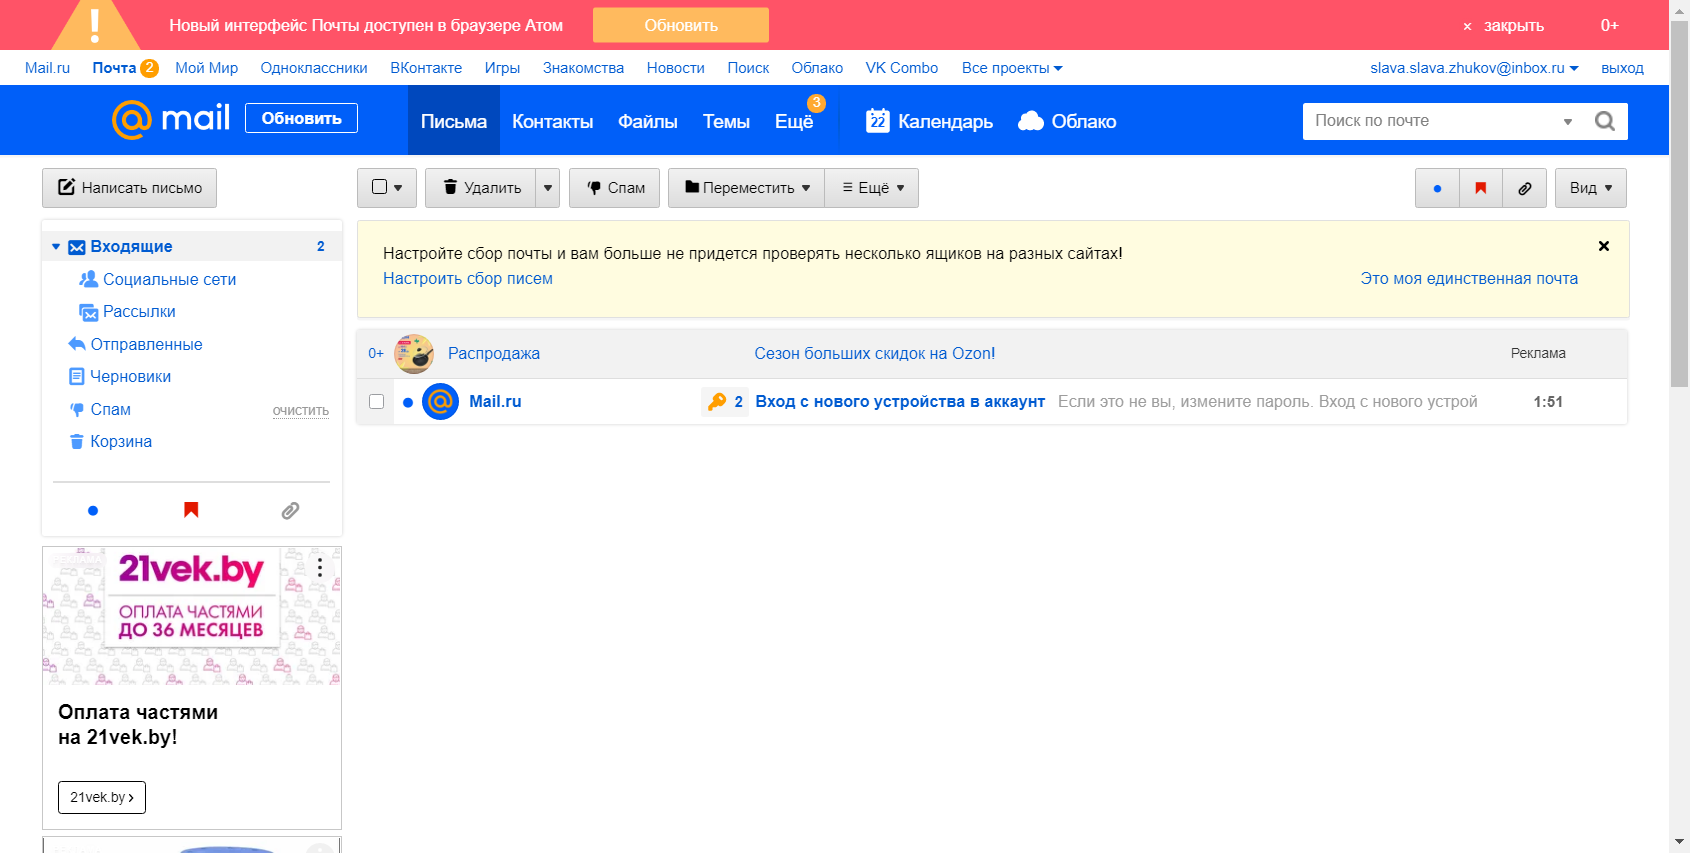 ! Новый интерфейс Почты доступен в браузере Атом Обновить × закрыть 0+
Mail.ru Почта 2 Мой Мир Одноклассники ВКонтакте Игры Знакомства Новости Поиск Облако VK Combo Все проекты slava.slava.zhukov@inbox.ru выход
@ mail Обновить Письма Контакты Файлы Темы Ещё 3 22 Календарь Облако Поиск по почте
Написать письмо Удалить Спам Переместить Ещё Вид
Входящие 2
Социальные сети
Рассылки
Отправленные
Черновики
Спам очистить
Корзина
Настройте сбор почты и вам больше не придется проверять несколько ящиков на разных сайтах!
Настроить сбор писем Это моя единственная почта
0+ Распродажа Сезон больших скидок на Ozon! Реклама
@ Mail.ru 2 Вход с нового устройства в аккаунт Если это не вы, измените пароль. Вход с нового устрой 1:51
21vek.by
ОПЛАТА ЧАСТЯМИ
ДО 36 МЕСЯЦЕВ
Оплата частями
на 21vek.by!
21vek.by ›